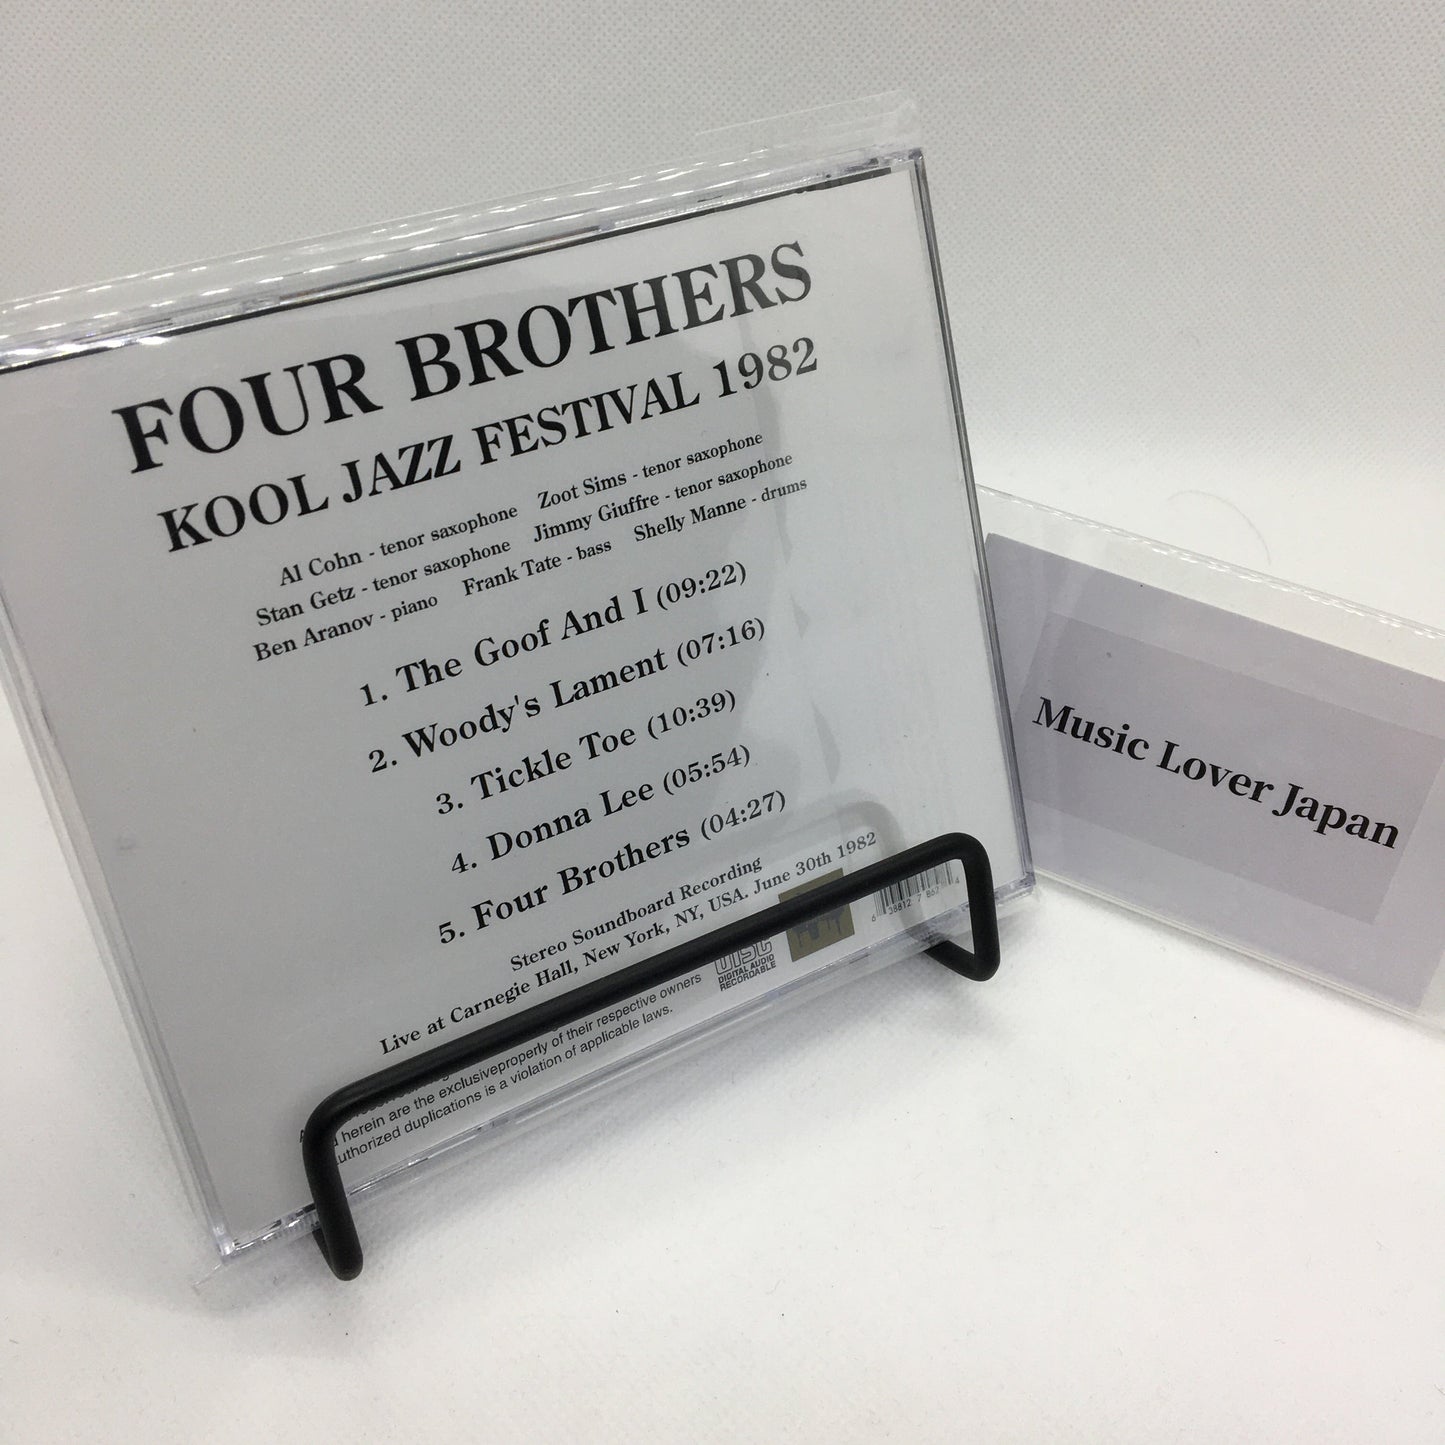 FOUR BROTHERS
KOOL JAZZ FESTIVAL 1982
Al Cohn - tenor saxophone Zoot Sims - tenor saxophone
Stan Getz - tenor saxophone Jimmy Giuffre - tenor saxophone
Ben Aranov - piano Frank Tate - bass Shelly Manne - drums
1. The Goof And I (09:22)
2. Woody's Lament (07:16)
3. Tickle Toe (10:39)
4. Donna Lee (05:54)
5. Four Brothers (04:27)
Stereo Soundboard Recording
Live at Carnegie Hall, New York, NY, USA. June 30th 1982
herein are the exclusiveproperly of their respective owners
duplications is a violation of applicable laws.
DISC
DIGITAL AUDIO
RECORDABLE
Music Lover Japan